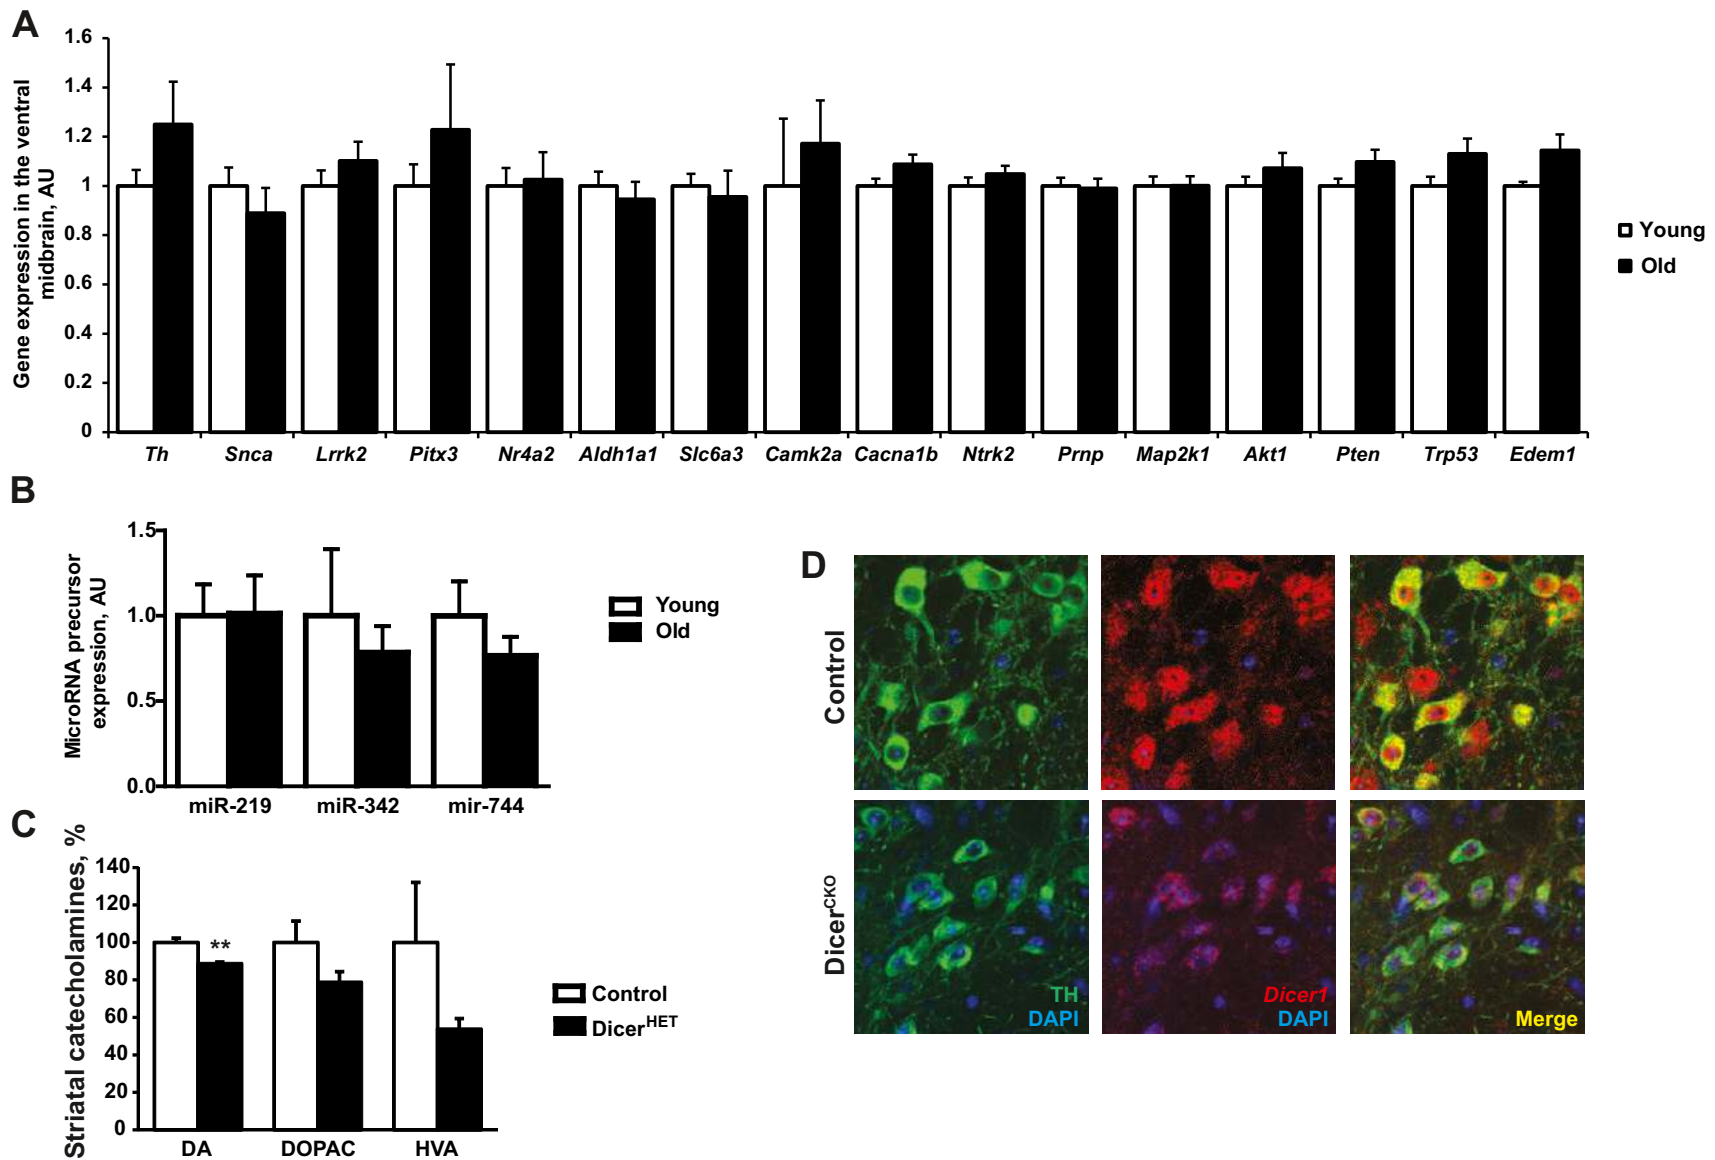 A
1.6
1.4
1.2
1
0.8
0.6
0.4
0.2
0
Gene expression in the ventral
midbrain, AU
Th Snca Lrrk2 Pitx3 Nr4a2 Aldh1a1 Slc6a3 Camk2a Cacna1b Ntrk2 Prnp Map2k1 Akt1 Pten Trp53 Edem1
Young
Old
B
1.5
1.0
0.5
0.0
MicroRNA precursor
expression, AU
miR-219 miR-342 mir-744
Young
Old
C
Striatal catecholamines, %
140
120
100
80
60
40
20
0
**
DA DOPAC HVA
Control
DicerHET
D
Control
DicerCKO
TH
DAPI
Dicer1
DAPI
Merge